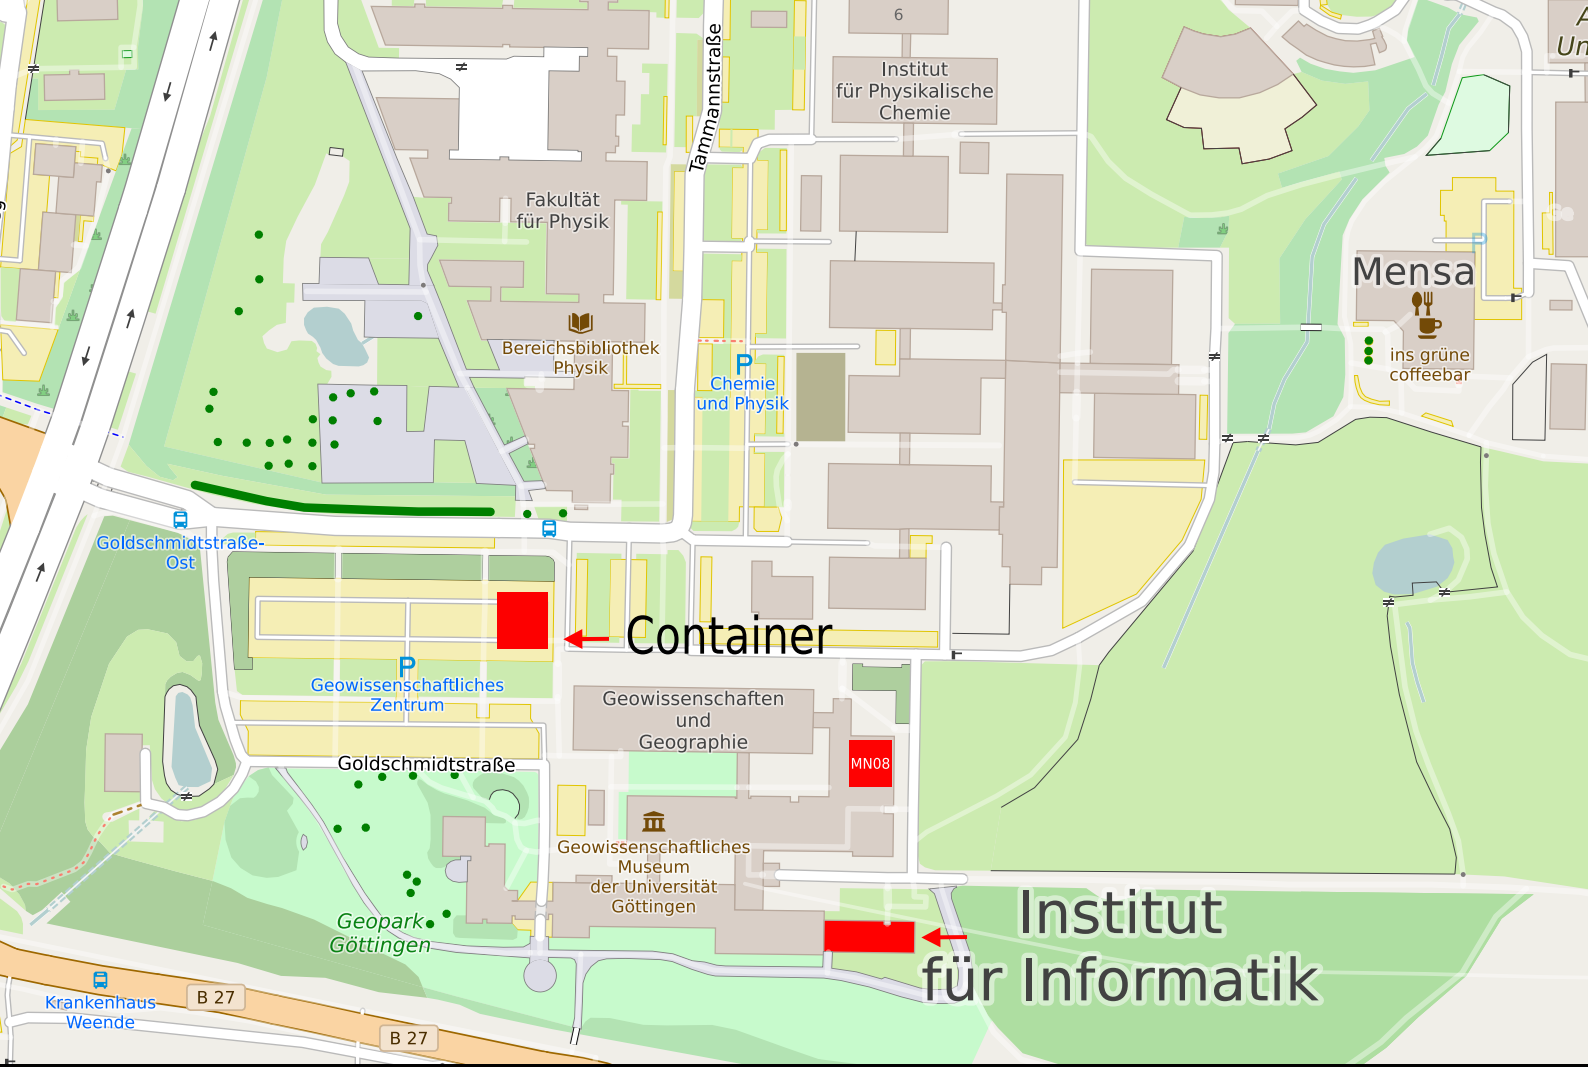 6
Institut
für Physikalische
Chemie
Tammannstraße
Fakultät
für Physik
Mensa
P
ins grüne
coffeebar
Bereichsbibliothek
Physik
P
Chemie
und Physik
Goldschmidtstraße-
Ost
Container
P
Geowissenschaftliches
Zentrum
Geowissenschaften
und
Geographie
Goldschmidtstraße
MN08
Geowissenschaftliches
Museum
der Universität
Göttingen
Geopark
Göttingen
Institut
für Informatik
Krankenhaus
Weende
B 27
B 27